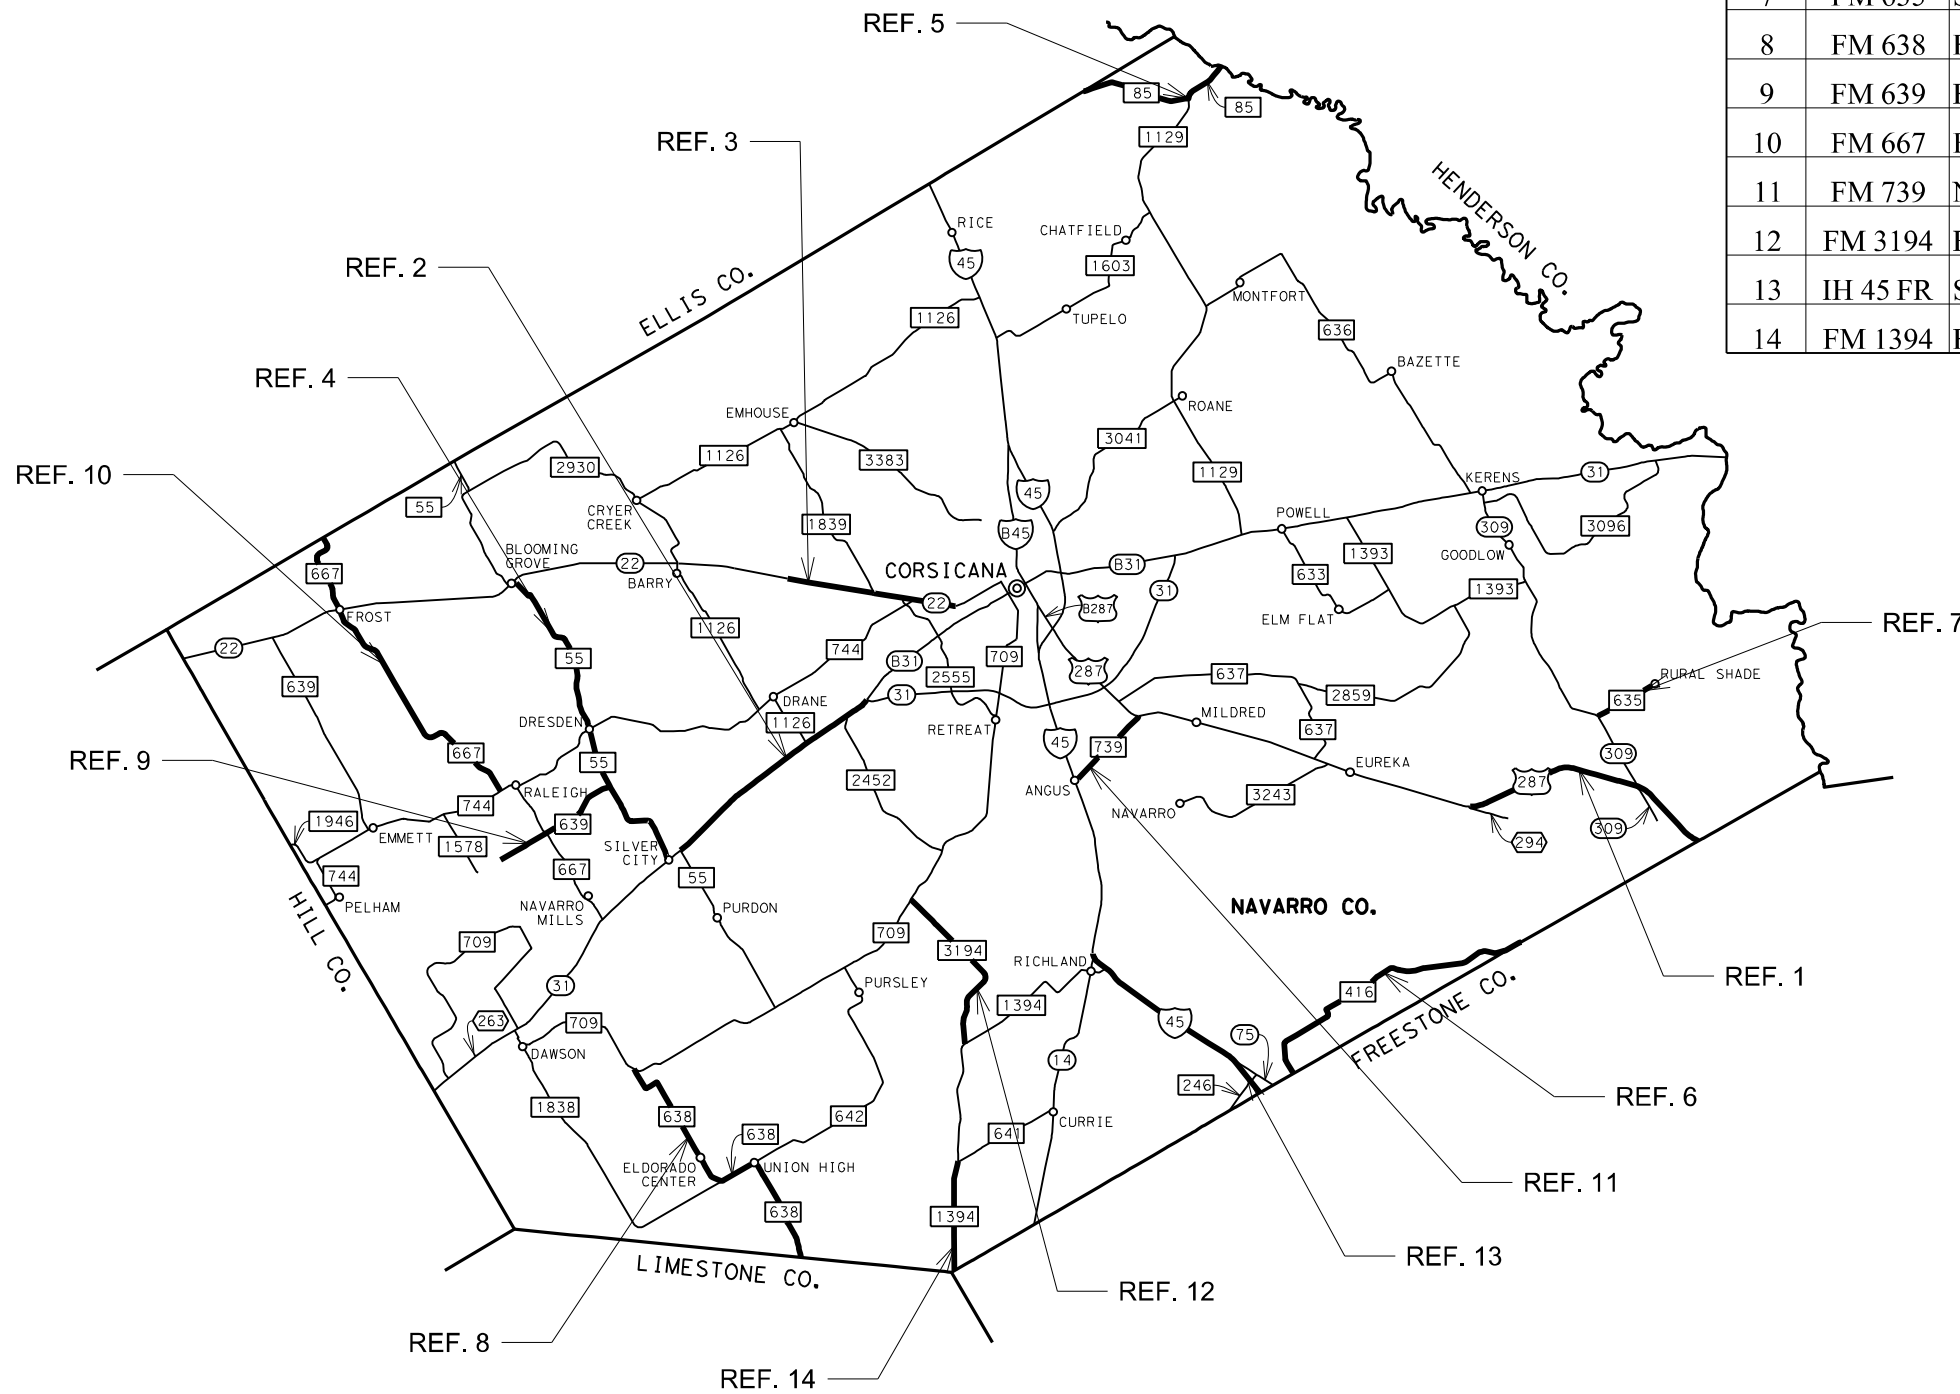 REF. 5
7 FM 635
8 FM 638
9 FM 639
10 FM 667
11 FM 739
12 FM 3194
13 IH 45 FR
14 FM 1394
85
85
REF. 3
1129
HENDERSON CO.
RICE
CHATFIELD
45
1603
REF. 2
MONTFORT
ELLIS CO.
1126
TUPELO
636
REF. 4
BAZETTE
EMHOUSE
ROANE
3041
1126
3383
2930
1129
KERENS
31
REF. 10
45
55
CRYER
CREEK
1839
POWELL
309
3096
B45
BLOOMING
GROVE
1393
GOODLOW
22
BARRY
CORSICANA
B31
667
633
31
1393
22
B287
FROST
ELM FLAT
REF. 7
1126
22
744
709
55
B31
2555
287
637
RURAL SHADE
639
31
2859
635
DRANE
DRESDEN
1126
RETREAT
MILDRED
637
45
739
667
309
REF. 9
55
EUREKA
2452
287
RALEIGH
ANGUS
744
NAVARRO
3243
1946
639
309
EMMETT
1578
SILVER
CITY
294
667
744
55
PELHAM
NAVARRO
MILLS
PURDON
NAVARRO CO.
HILL CO.
709
709
3194
RICHLAND
REF. 1
31
PURSLEY
416
1394
263
709
45
75
FREESTONE CO.
DAWSON
14
246
REF. 6
1838
638
642
CURRIE
638
641
ELDORADO
CENTER
UNION HIGH
REF. 11
638
1394
REF. 13
LIMESTONE CO.
REF. 12
REF. 8
REF. 14